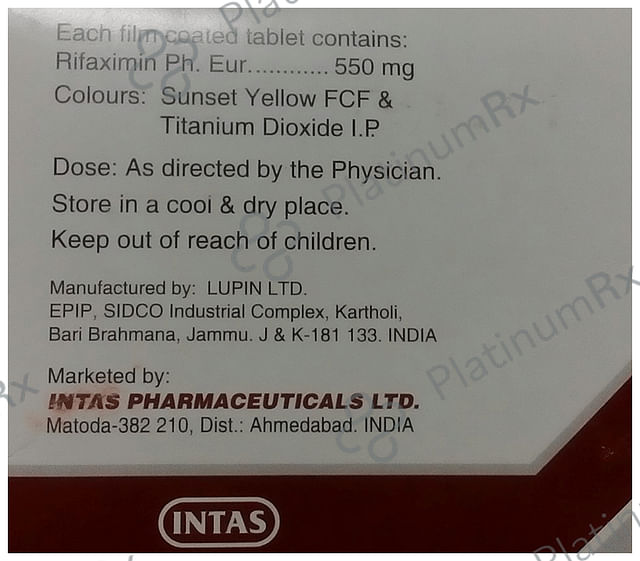 Each film coated tablet contains:
Rifaximin Ph. Eur............. 550 mg
Colours: Sunset Yellow FCF &
Titanium Dioxide I.P.
Dose: As directed by the Physician.
Store in a cool & dry place.
Keep out of reach of children.
Manufactured by: LUPIN LTD.
EPIP, SIDCO Industrial Complex, Kartholi,
Bari Brahmana, Jammu. J & K-181 133. INDIA
Marketed by:
INTAS PHARMACEUTICALS LTD.
Matoda-382 210, Dist.: Ahmedabad. INDIA
INTAS
PlatinumRx
PlatinumRx